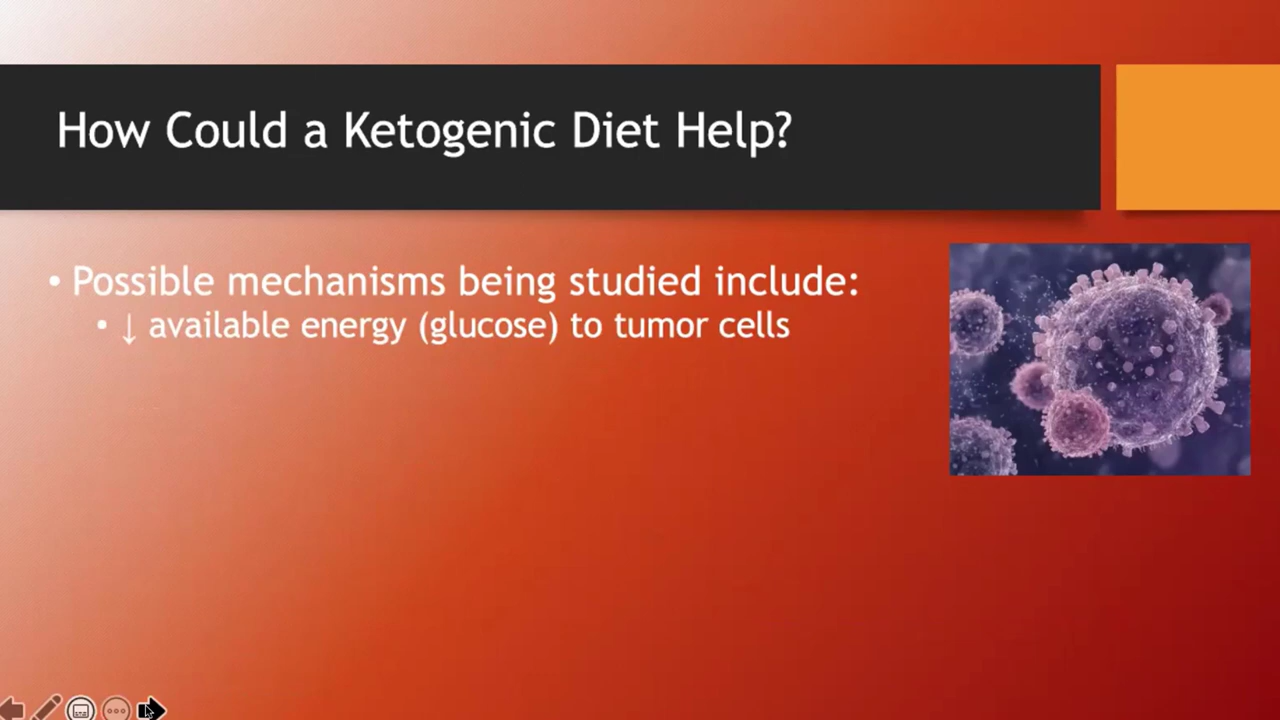 How Could a Ketogenic Diet Help?
• Possible mechanisms being studied include:
• ↓ available energy (glucose) to tumor cells